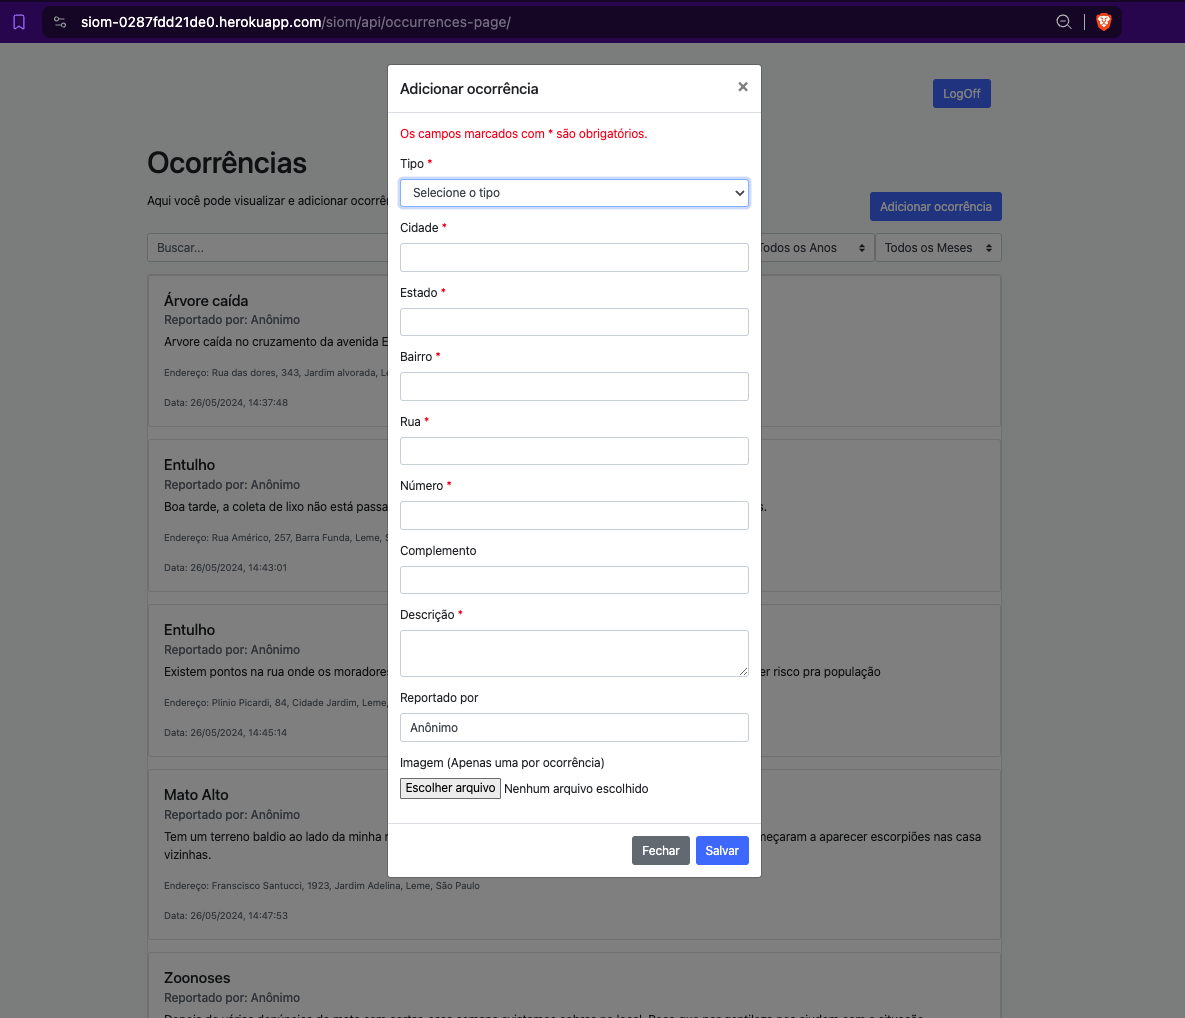 siom-0287fdd21de0.herokuapp.com/siom/api/occurrences-page/
LogOff
Ocorrências
Aqui você pode visualizar e adicionar
Adicionar ocorrência
Buscar...
Todos os Anos
Todos os Meses
Árvore caída
Reportado por: Anônimo
Arvore caída no cruzamento da avenida
Endereço: Rua das dores, 343, Jardim alvorada,
Data: 26/05/2024, 14:37:48
Entulho
Reportado por: Anônimo
Boa tarde, a coleta de lixo não está
Endereço: Rua Américo, 257, Barra Funda, Leme,
Data: 26/05/2024, 14:43:01
Entulho
Reportado por: Anônimo
Existem pontos na rua onde os moradores
risco pra população
Endereço: Plinio Picardi, 84, Cidade Jardim, Leme,
Data: 26/05/2024, 14:45:14
Mato Alto
Reportado por: Anônimo
Tem um terreno baldio ao lado da minha
a aparecer escorpiões nas casa
vizinhas.
Endereço: Franscisco Santucci, 1923, Jardim Adelina, Leme, São Paulo
Data: 26/05/2024, 14:47:53
Zoonoses
Reportado por: Anônimo
Adicionar ocorrência
×
Os campos marcados com * são obrigatórios.
Tipo *
Selecione o tipo
Cidade *
Estado *
Bairro *
Rua *
Número *
Complemento
Descrição *
Reportado por
Anônimo
Imagem (Apenas uma por ocorrência)
Escolher arquivo Nenhum arquivo escolhido
Fechar
Salvar